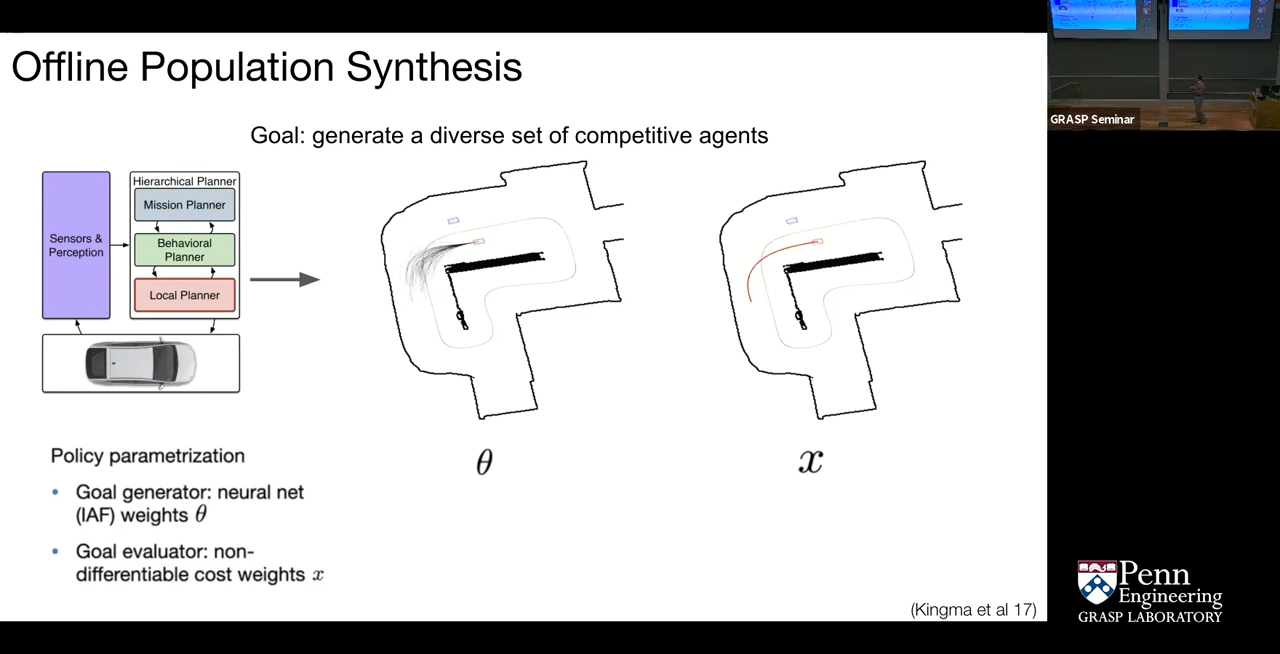 Offline Population Synthesis
Goal: generate a diverse set of competitive agents
Sensors &
Perception
Hierarchical Planner
Mission Planner
Behavioral
Planner
Local Planner
θ
x
Policy parametrization
• Goal generator: neural net
(IAF) weights θ
• Goal evaluator: non-
differentiable cost weights x
(Kingma et al 17)
GRASP Seminar
Penn
Engineering
GRASP LABORATORY